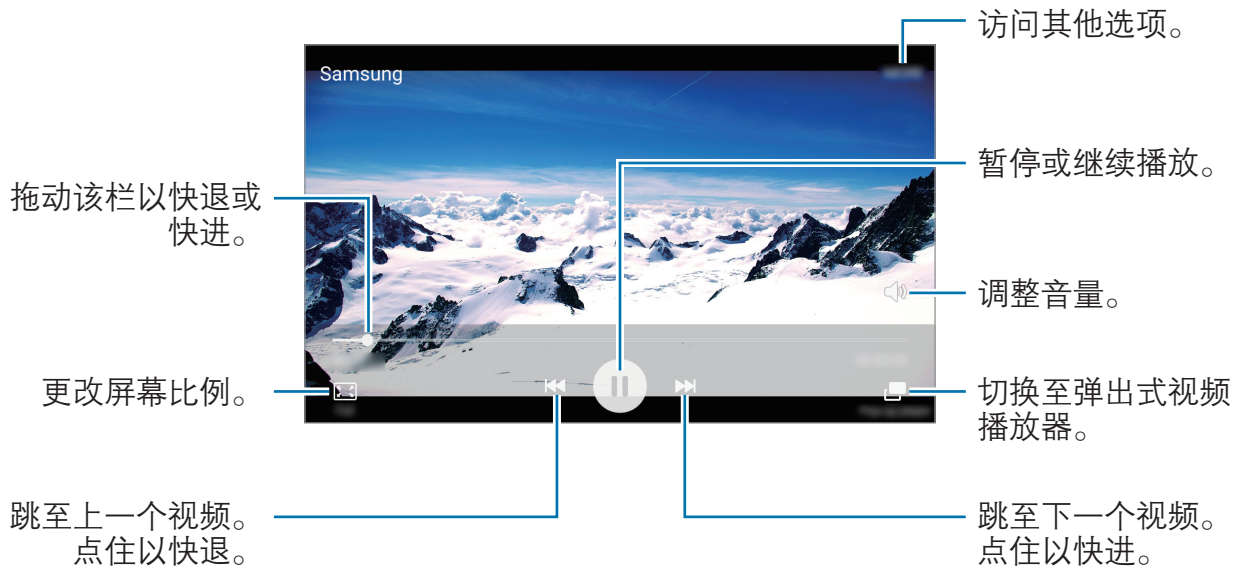 访问其他选项。
Samsung
暂停或继续播放。
拖动该栏以快退或
快进。
调整音量。
更改屏幕比例。
切换至弹出式视频
播放器。
跳至上一个视频。
点住以快退。
跳至下一个视频。
点住以快进。